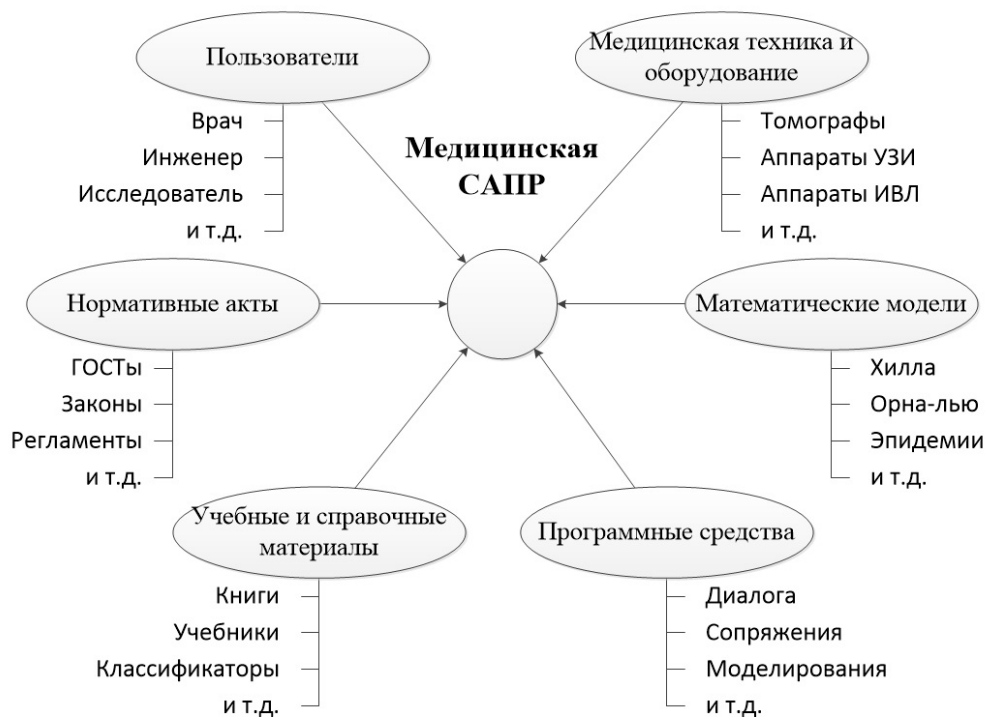 Пользователи
Врач
Инженер
Исследователь
и т.д.
Медицинская
САПР
Медицинская техника и
оборудование
Томографы
Аппараты УЗИ
Аппараты ИВЛ
и т.д.
Нормативные акты
ГОСТы
Законы
Регламенты
и т.д.
Математические модели
Хилла
Орна-лью
Эпидемии
и т.д.
Учебные и справочные
материалы
Книги
Учебники
Классификаторы
и т.д.
Программные средства
Диалога
Сопряжения
Моделирования
и т.д.